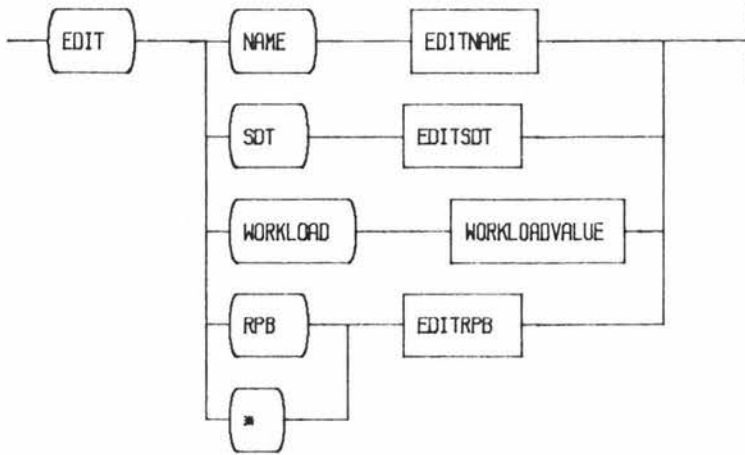 EDIT NAME EDITNAME
SDT EDITSDT
WORKLOAD WORKLOADVALUE
RPB EDITRPB
*